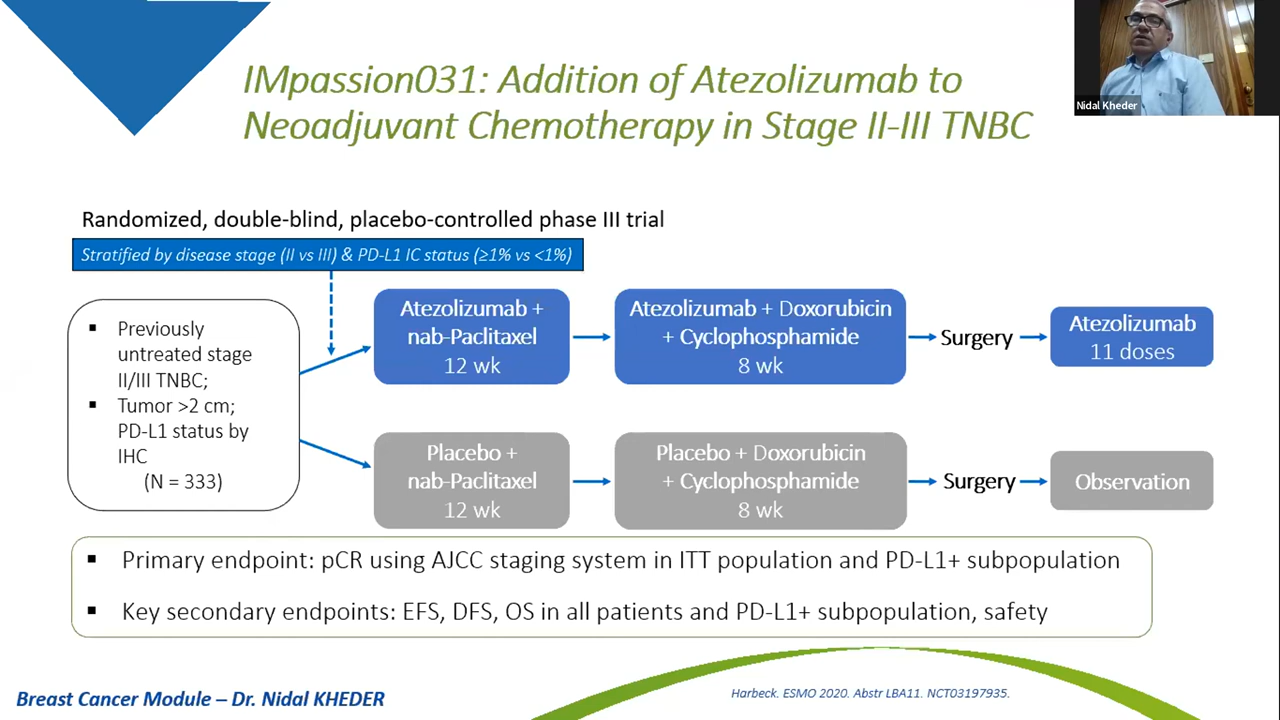 IMpassion031: Addition of Atezolizumab to
Neoadjuvant Chemotherapy in Stage II-III TNBC
Nidal Kheder
Randomized, double-blind, placebo-controlled phase III trial
Stratified by disease stage (II vs III) & PD-L1 IC status (≥1% vs <1%)
▪ Previously
untreated stage
II/III TNBC;
▪ Tumor >2 cm;
PD-L1 status by
IHC
(N = 333)
Atezolizumab +
nab-Paclitaxel
12 wk
Atezolizumab + Doxorubicin
+ Cyclophosphamide
8 wk
Surgery
Atezolizumab
11 doses
Placebo +
nab-Paclitaxel
12 wk
Placebo + Doxorubicin
+ Cyclophosphamide
8 wk
Surgery
Observation
▪ Primary endpoint: pCR using AJCC staging system in ITT population and PD-L1+ subpopulation
▪ Key secondary endpoints: EFS, DFS, OS in all patients and PD-L1+ subpopulation, safety
Breast Cancer Module – Dr. Nidal KHEDER
Harbeck. ESMO 2020. Abstr LBA11. NCT03197935.